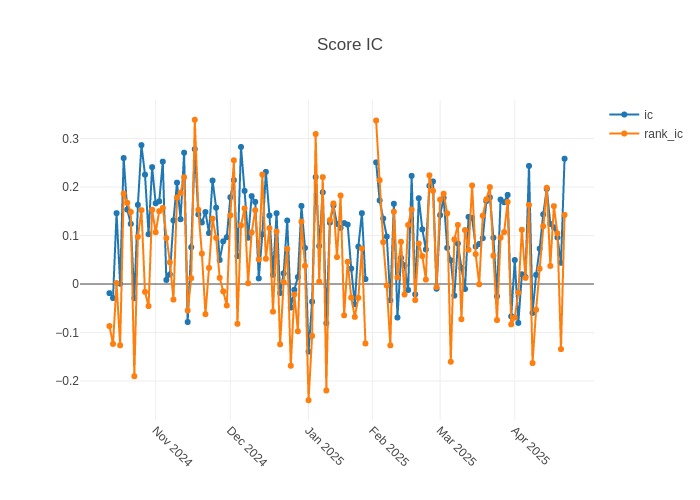 Score IC
ic
rank_ic
0.3
0.2
0.1
0
−0.1
−0.2
Nov 2024
Dec 2024
Jan 2025
Feb 2025
Mar 2025
Apr 2025